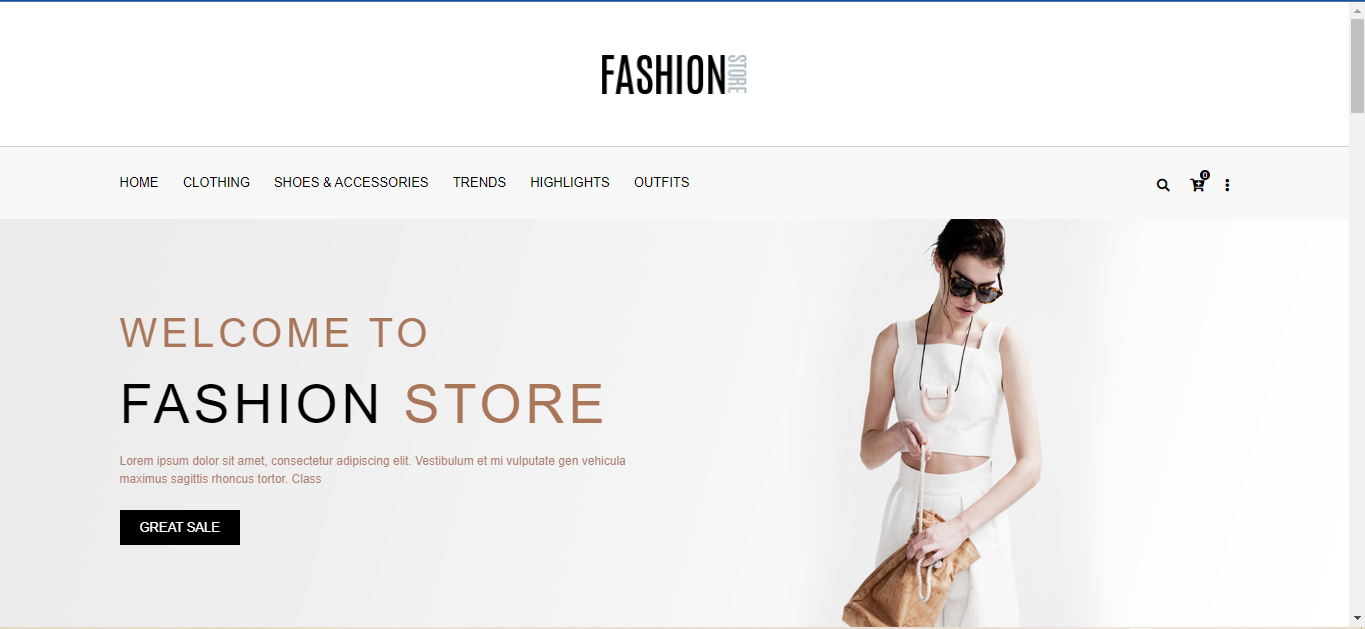 FASHION STORE
HOME CLOTHING SHOES & ACCESSORIES TRENDS HIGHLIGHTS OUTFITS 0
WELCOME TO
FASHION STORE
Lorem ipsum dolor sit amet, consectetur adipiscing elit. Vestibulum et mi vulputate gen vehicula
maximus sagittis rhoncus tortor. Class
GREAT SALE